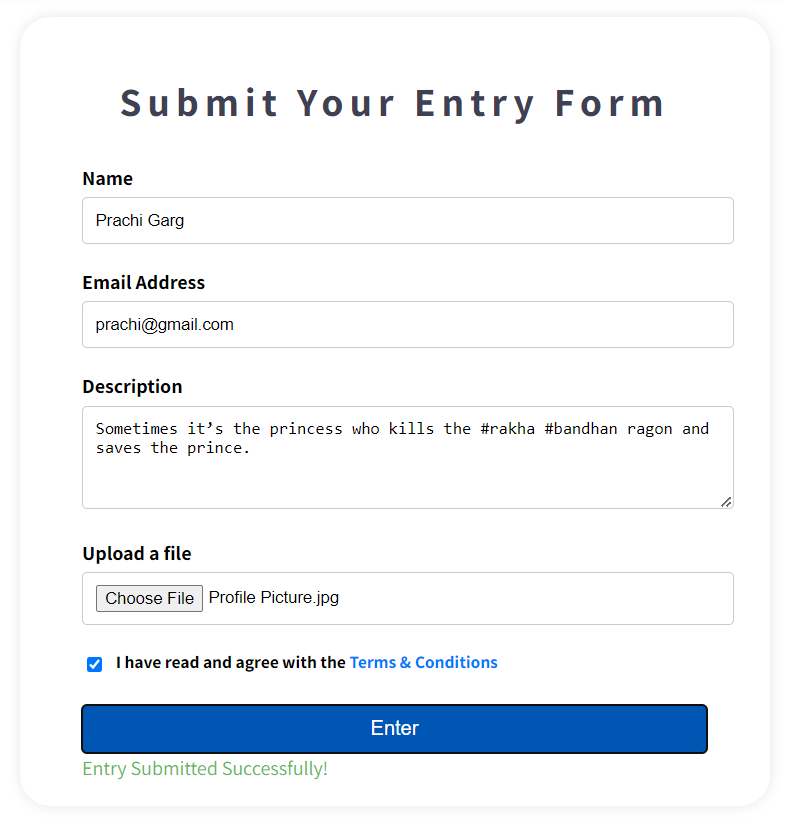 Submit Your Entry Form
Name
Prachi Garg
Email Address
prachi@gmail.com
Description
Sometimes it’s the princess who kills the #rakha #bandhan ragon and
saves the prince.
Upload a file
Choose File Profile Picture.jpg
I have read and agree with the Terms & Conditions
Enter
Entry Submitted Successfully!